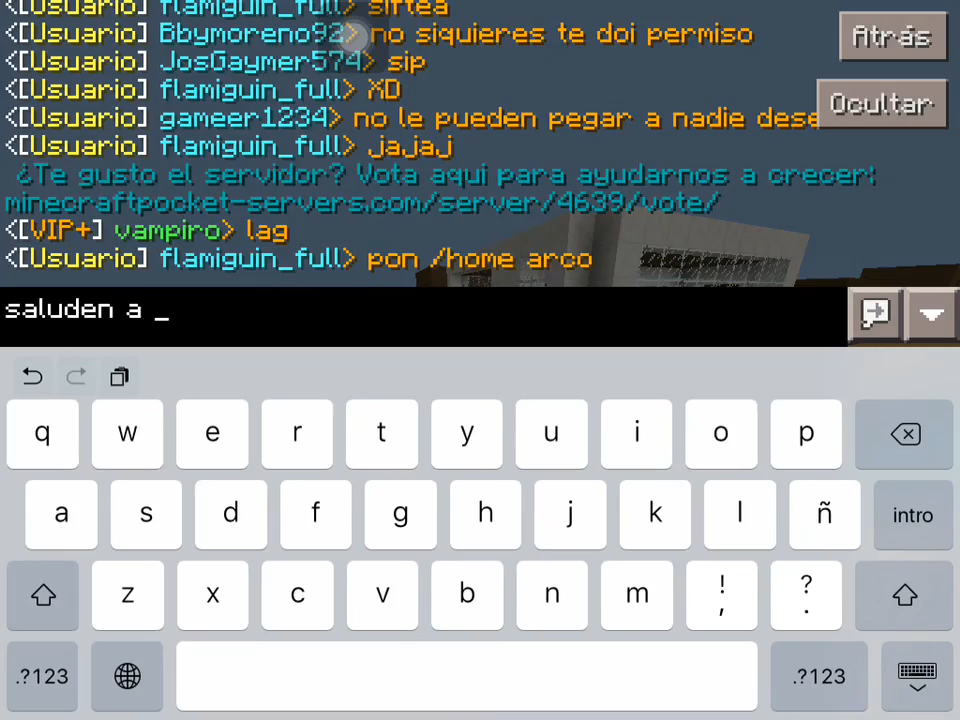 <[Usuario] flamiguin_full> siftea
<[Usuario] Bbymoreno92> no siquieres te doi permiso
<[Usuario] JosGaymer574> sip
<[Usuario] flamiguin_full> XD
<[Usuario] gameer1234> no le pueden pegar a nadie dese
<[Usuario] flamiguin_full> jajaj
¿Te gusto el servidor? Vota aqui para ayudarnos a crecer:
minecraftpocket-servers.com/server/4639/vote/
<[VIP+] vampiro> lag
<[Usuario] flamiguin_full> pon /home arco
Atrás
Ocultar
saluden a _
q w e r t y u i o p
a s d f g h j k l ñ intro
z x c v b n m ! , ? .
.?123 .?123